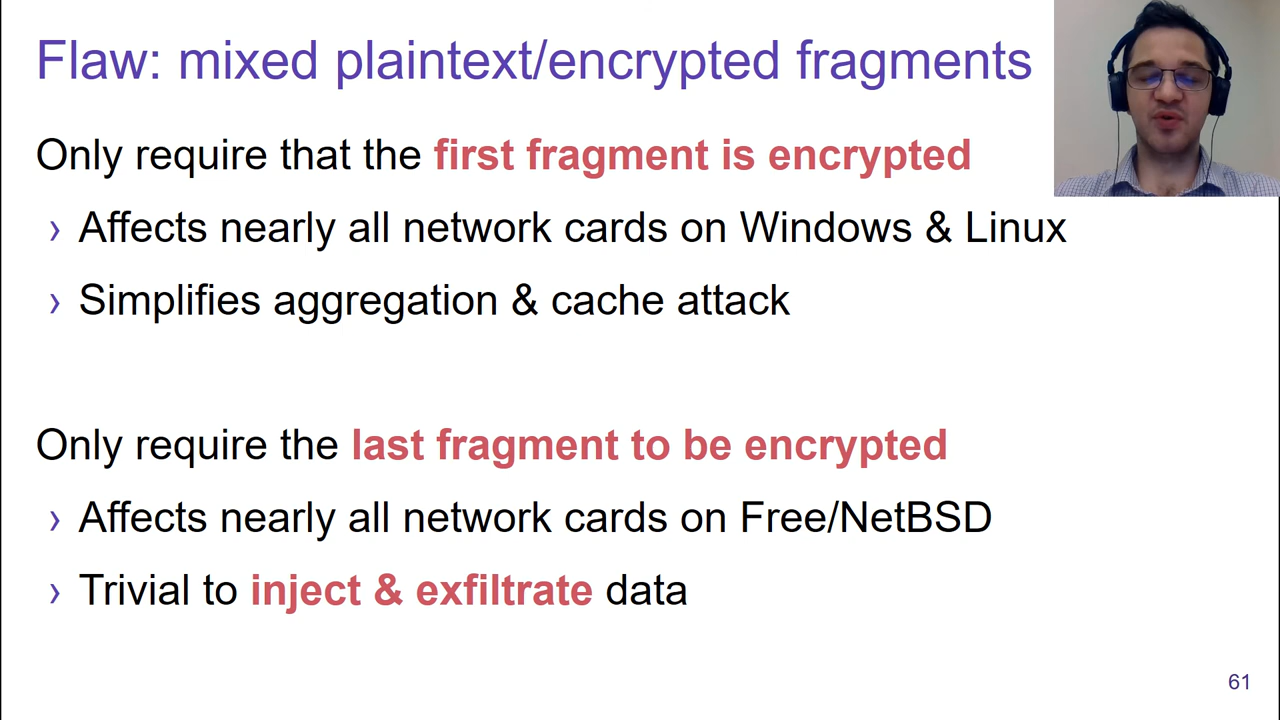 Flaw: mixed plaintext/encrypted fragments
Only require that the first fragment is encrypted
› Affects nearly all network cards on Windows & Linux
› Simplifies aggregation & cache attack
Only require the last fragment to be encrypted
› Affects nearly all network cards on Free/NetBSD
› Trivial to inject & exfiltrate data
61